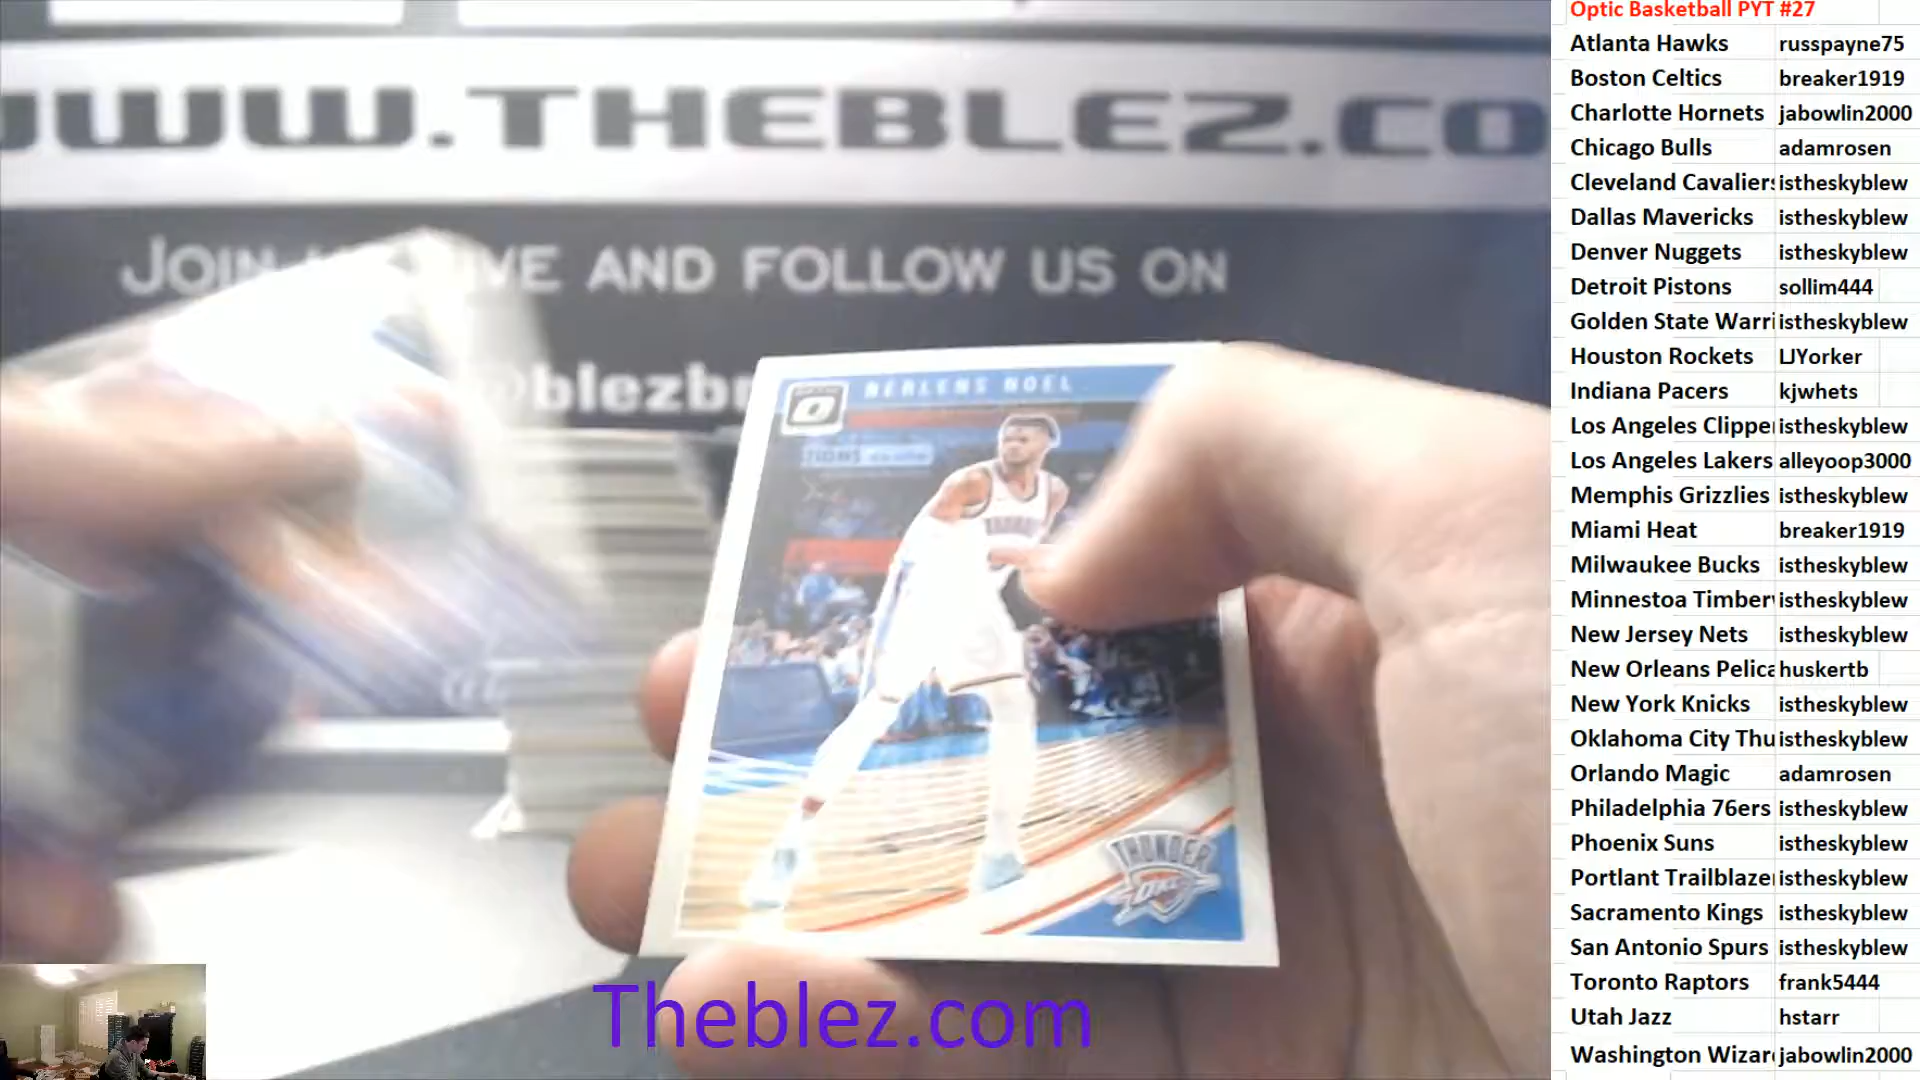 WWW.THEBLEZ.CO
JOIN US LIVE AND FOLLOW US ON
@blezb
NERLENS NOEL
O
THUNDER
OKC
Theblez.com
Optic Basketball PYT #27
Atlanta Hawks russpayne75
Boston Celtics breaker1919
Charlotte Hornets jabowlin2000
Chicago Bulls adamrosen
Cleveland Cavaliers istheskyblew
Dallas Mavericks istheskyblew
Denver Nuggets istheskyblew
Detroit Pistons sollim444
Golden State Warri istheskyblew
Houston Rockets LJYorker
Indiana Pacers kjwhets
Los Angeles Clippe istheskyblew
Los Angeles Lakers alleyoop3000
Memphis Grizzlies istheskyblew
Miami Heat breaker1919
Milwaukee Bucks istheskyblew
Minnestoa Timberv istheskyblew
New Jersey Nets istheskyblew
New Orleans Pelica huskertb
New York Knicks istheskyblew
Oklahoma City Thu istheskyblew
Orlando Magic adamrosen
Philadelphia 76ers istheskyblew
Phoenix Suns istheskyblew
Portlant Trailblaze istheskyblew
Sacramento Kings istheskyblew
San Antonio Spurs istheskyblew
Toronto Raptors frank5444
Utah Jazz hstarr
Washington Wizar jabowlin2000